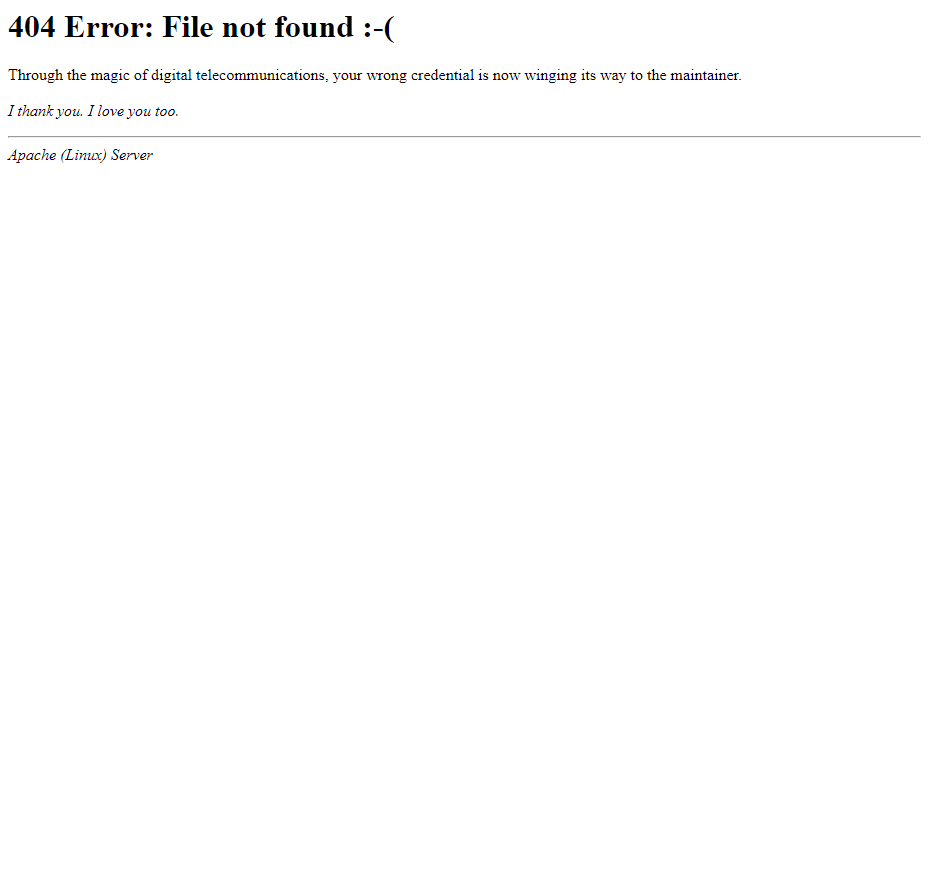 404 Error: File not found :-(
Through the magic of digital telecommunications, your wrong credential is now winging its way to the maintainer.
I thank you. I love you too.
Apache (Linux) Server